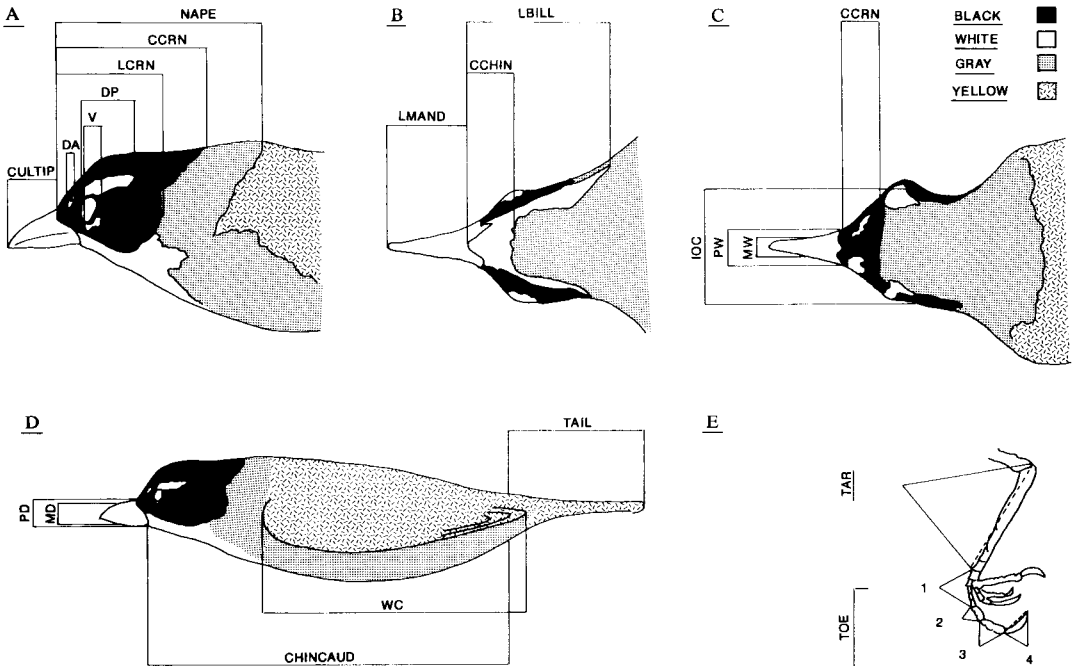 A
NAPE
CCRN
LCRN
DP
V
DA
CULTIP
B
LBILL
CCHIN
LMAND
C
CCRN
IOC
PW
MW
BLACK
WHITE
GRAY
YELLOW
D
TAIL
PD
MD
WC
CHINCAUD
E
TAR
TOE
1
2
3
4